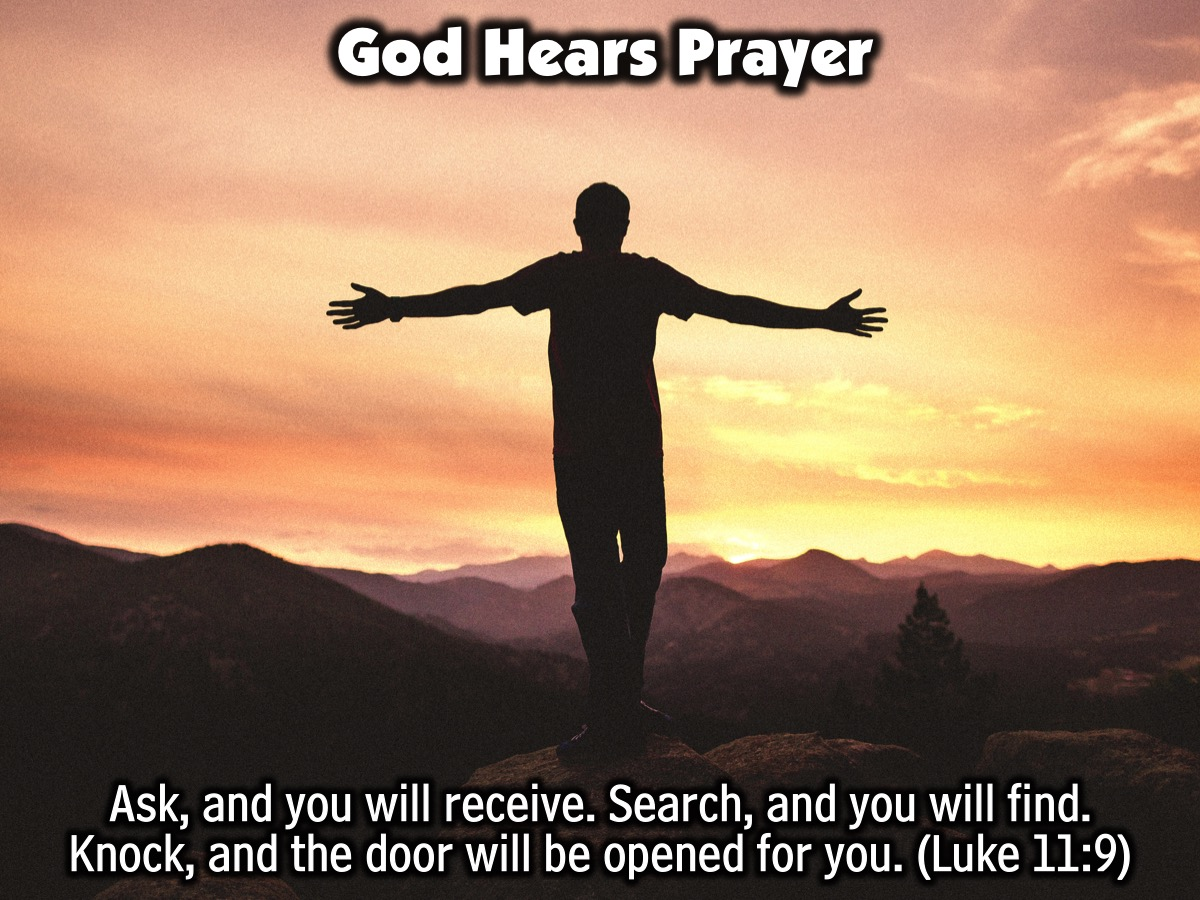 God Hears Prayer
Ask, and you will receive. Search, and you will find.
Knock, and the door will be opened for you. (Luke 11:9)